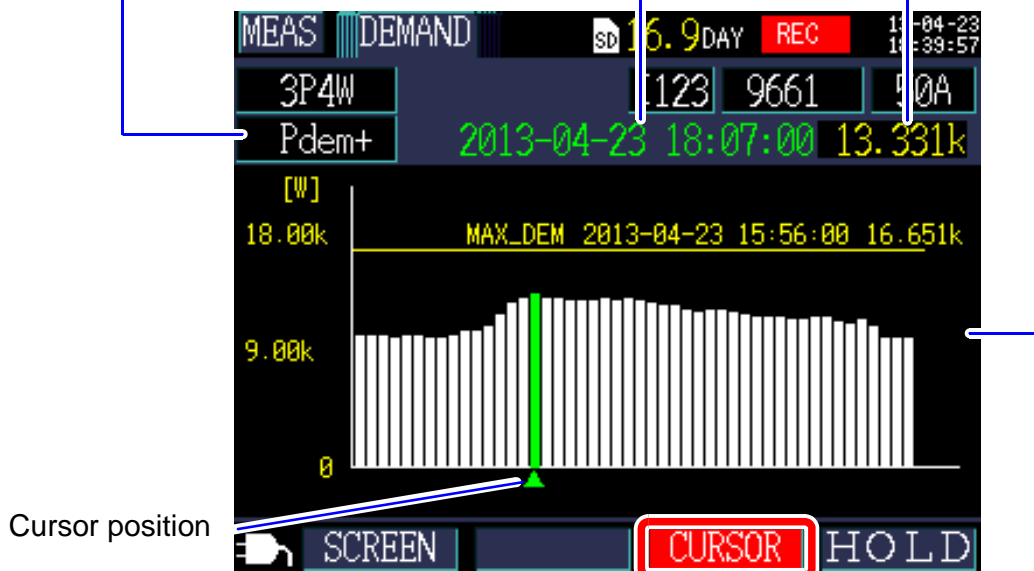 MEAS DEMAND SD 16.9DAY REC
:39:57
3P4W I123 9661 50A
Pdem+ 2013-04-23 18:07:00 13.331k
[W]
18.00k MAX_DEM 2013-04-23 15:56:00 16.651k
9.00k
0
Cursor position
SCREEN CURSOR HOLD